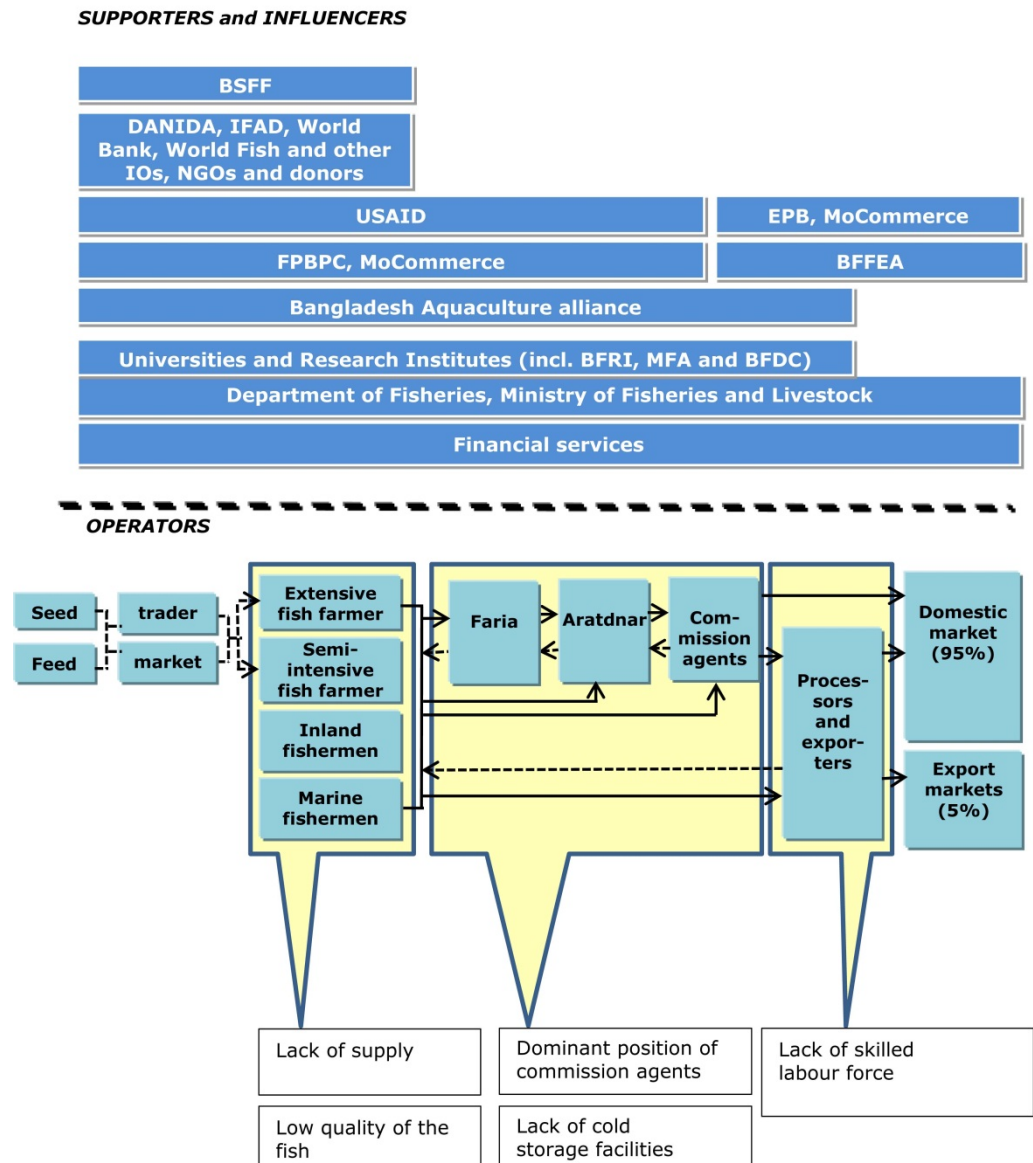 SUPPORTERS and INFLUENCERS
BSFF
DANIDA, IFAD, World
Bank, World Fish and other
IOs, NGOs and donors
USAID
EPB, MoCommerce
FPBPC, MoCommerce
BFFEA
Bangladesh Aquaculture alliance
Universities and Research Institutes (incl. BFRI, MFA and BFDC)
Department of Fisheries, Ministry of Fisheries and Livestock
Financial services
OPERATORS
Seed
Feed
trader
market
Extensive
fish farmer
Semi-
intensive
fish farmer
Inland
fishermen
Marine
fishermen
Faria
Aratdnar
Com-
mission
agents
Proces-
sors
and
expor-
ters
Domestic
market
(95%)
Export
markets
(5%)
Lack of supply
Low quality of the
fish
Dominant position of
commission agents
Lack of cold
storage facilities
Lack of skilled
labour force